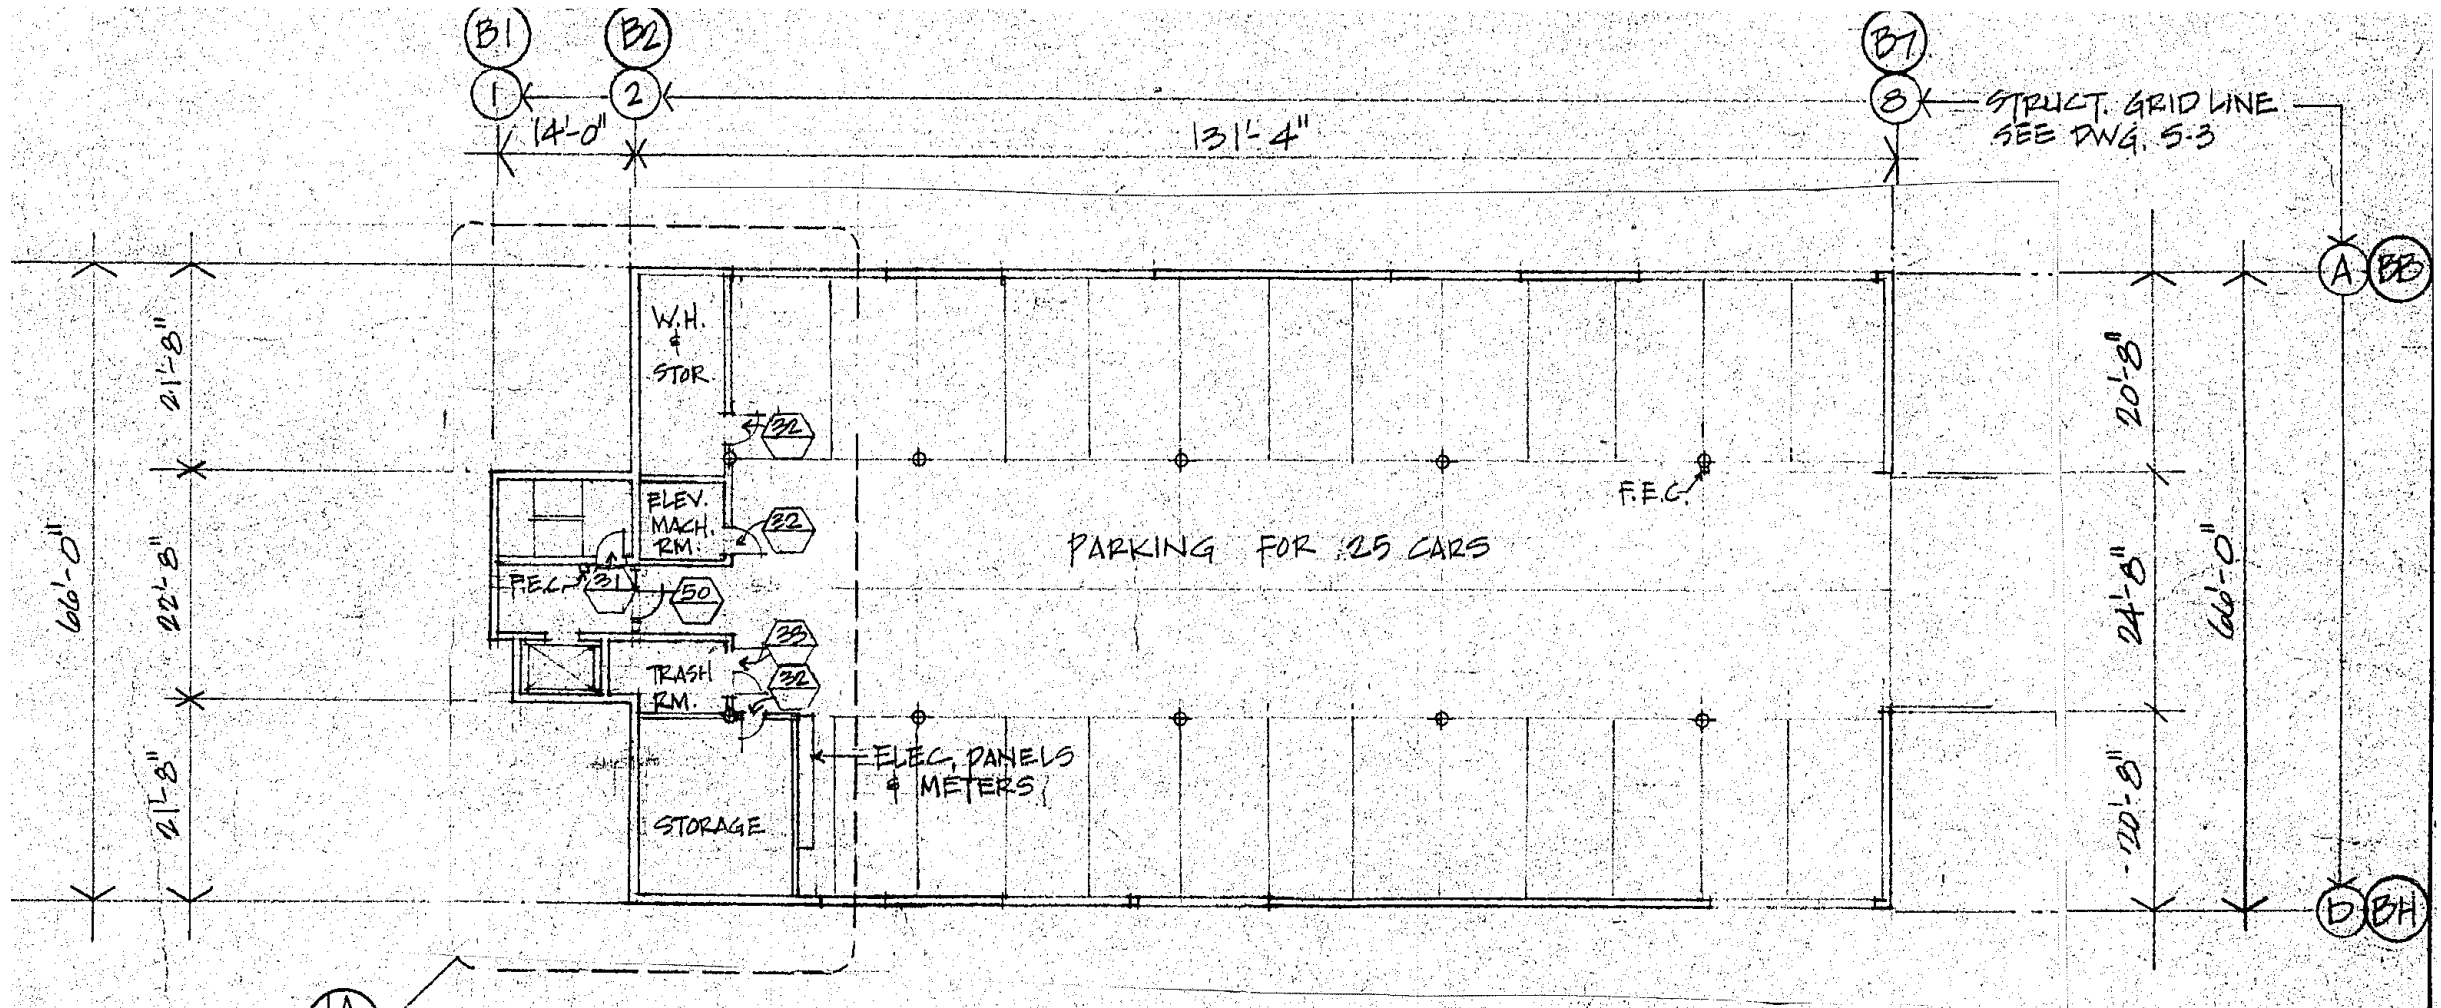 B1
B2
B7
1
2
8
STRUCT. GRID LINE
SEE DWG. S-3
14'-0"
131'-4"
A
BB
21'-8"
22'-8"
21'-8"
66'-0"
20'-8"
24'-8"
20'-8"
66'-0"
W.H.
&
STOR.
32
ELEV.
MACH.
RM.
32
F.E.C.
PARKING FOR 25 CARS
F.E.C.
31
50
33
TRASH
RM.
32
ELEC. PANELS
& METERS
STORAGE
D
BH